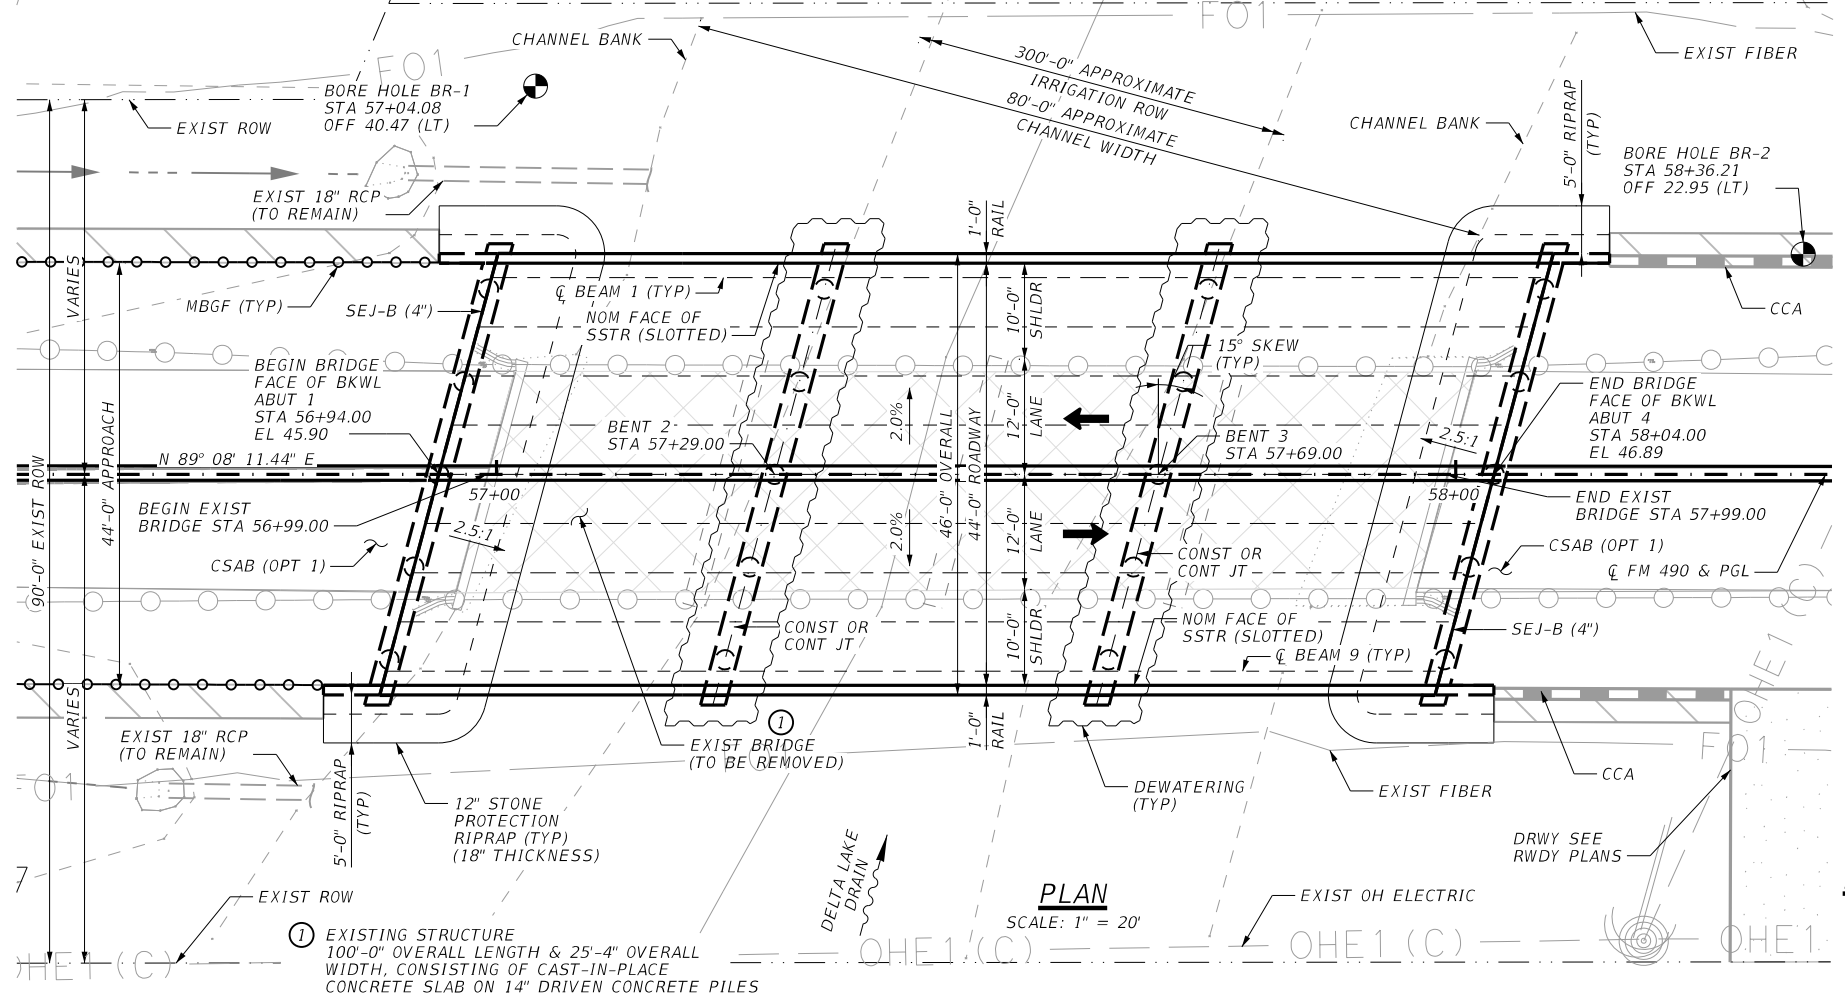 FO1
CHANNEL BANK
EXIST FIBER
300'-0" APPROXIMATE
IRRIGATION ROW
80'-0" APPROXIMATE
CHANNEL WIDTH
FO1
BORE HOLE BR-1
STA 57+04.08
OFF 40.47 (LT)
EXIST ROW
CHANNEL BANK
5'-0" RIPRAP
(TYP)
BORE HOLE BR-2
STA 58+36.21
OFF 22.95 (LT)
EXIST 18" RCP
(TO REMAIN)
1'-0"
RAIL
VARIES
MBGF (TYP)
SEJ-B (4")
℄ BEAM 1 (TYP)
NOM FACE OF
SSTR (SLOTTED)
10'-0"
SHLDR
CCA
15° SKEW
(TYP)
BEGIN BRIDGE
FACE OF BKWL
ABUT 1
STA 56+94.00
EL 45.90
END BRIDGE
FACE OF BKWL
ABUT 4
STA 58+04.00
EL 46.89
2.0%
12'-0"
LANE
BENT 2
STA 57+29.00
BENT 3
STA 57+69.00
2.5:1
N 89° 08' 11.44" E
90'-0" EXIST ROW
44'-0" APPROACH
46'-0" OVERALL
44'-0" ROADWAY
57+00
58+00
BEGIN EXIST
BRIDGE STA 56+99.00
END EXIST
BRIDGE STA 57+99.00
2.5:1
2.0%
12'-0"
LANE
CSAB (OPT 1)
CONST OR
CONT JT
CSAB (OPT 1)
℄ FM 490 & PGL
CONST OR
CONT JT
10'-0"
SHLDR
NOM FACE OF
SSTR (SLOTTED)
℄ BEAM 9 (TYP)
SEJ-B (4")
OHE1 (C)
VARIES
1'-0"
RAIL
1
EXIST 18" RCP
(TO REMAIN)
EXIST BRIDGE
(TO BE REMOVED)
FO1
FO1
5'-0" RIPRAP
(TYP)
12" STONE
PROTECTION
RIPRAP (TYP)
(18" THICKNESS)
DEWATERING
(TYP)
EXIST FIBER
CCA
DRWY SEE
RWDY PLANS
DELTA LAKE
DRAIN
PLAN
SCALE: 1" = 20'
EXIST ROW
EXIST OH ELECTRIC
1 EXISTING STRUCTURE
100'-0" OVERALL LENGTH & 25'-4" OVERALL
WIDTH, CONSISTING OF CAST-IN-PLACE
CONCRETE SLAB ON 14" DRIVEN CONCRETE PILES
OHE1 (C)
OHE1 (C)
OHE1 (C)
OHE1